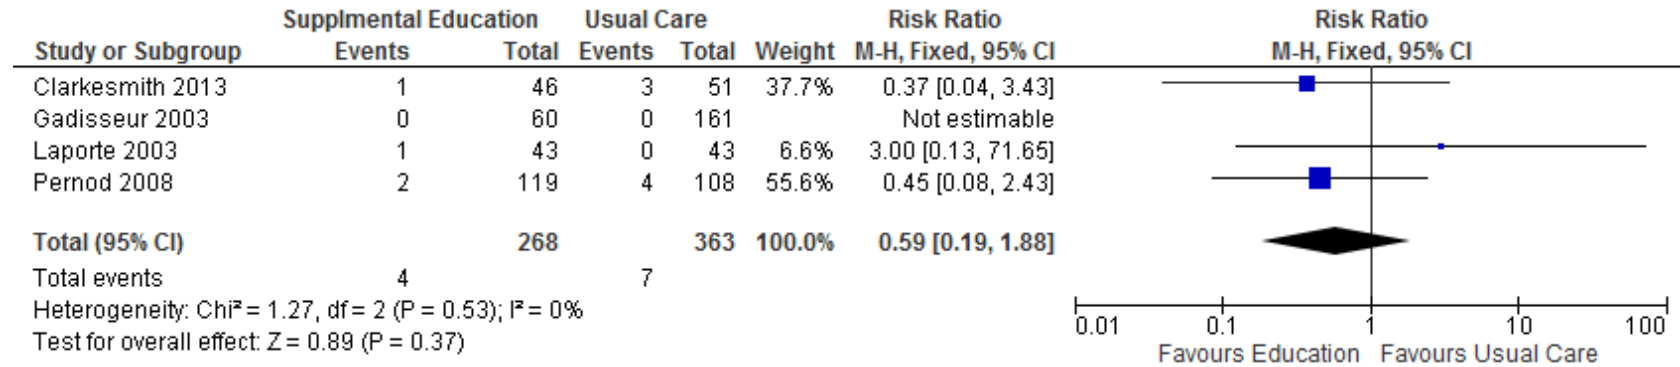 Supplmental Education Usual Care Risk Ratio Risk Ratio
Study or Subgroup Events Total Events Total Weight M-H, Fixed, 95% CI M-H, Fixed, 95% CI
Clarkesmith 2013 1 46 3 51 37.7% 0.37 [0.04, 3.43]
Gadisseur 2003 0 60 0 161 Not estimable
Laporte 2003 1 43 0 43 6.6% 3.00 [0.13, 71.65]
Pernod 2008 2 119 4 108 55.6% 0.45 [0.08, 2.43]
Total (95% CI) 268 363 100.0% 0.59 [0.19, 1.88]
Total events 4 7
Heterogeneity: Chi² = 1.27, df = 2 (P = 0.53); I² = 0%
Test for overall effect: Z = 0.89 (P = 0.37)
0.01 0.1 1 10 100
Favours Education Favours Usual Care